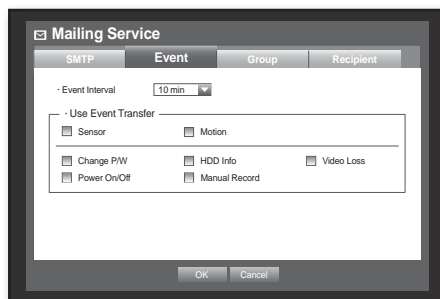 Mailing Service
SMTP Event Group Recipient
· Event Interval 10 min
· Use Event Transfer
Sensor Motion
Change P/W HDD Info Video Loss
Power On/Off Manual Record
OK Cancel